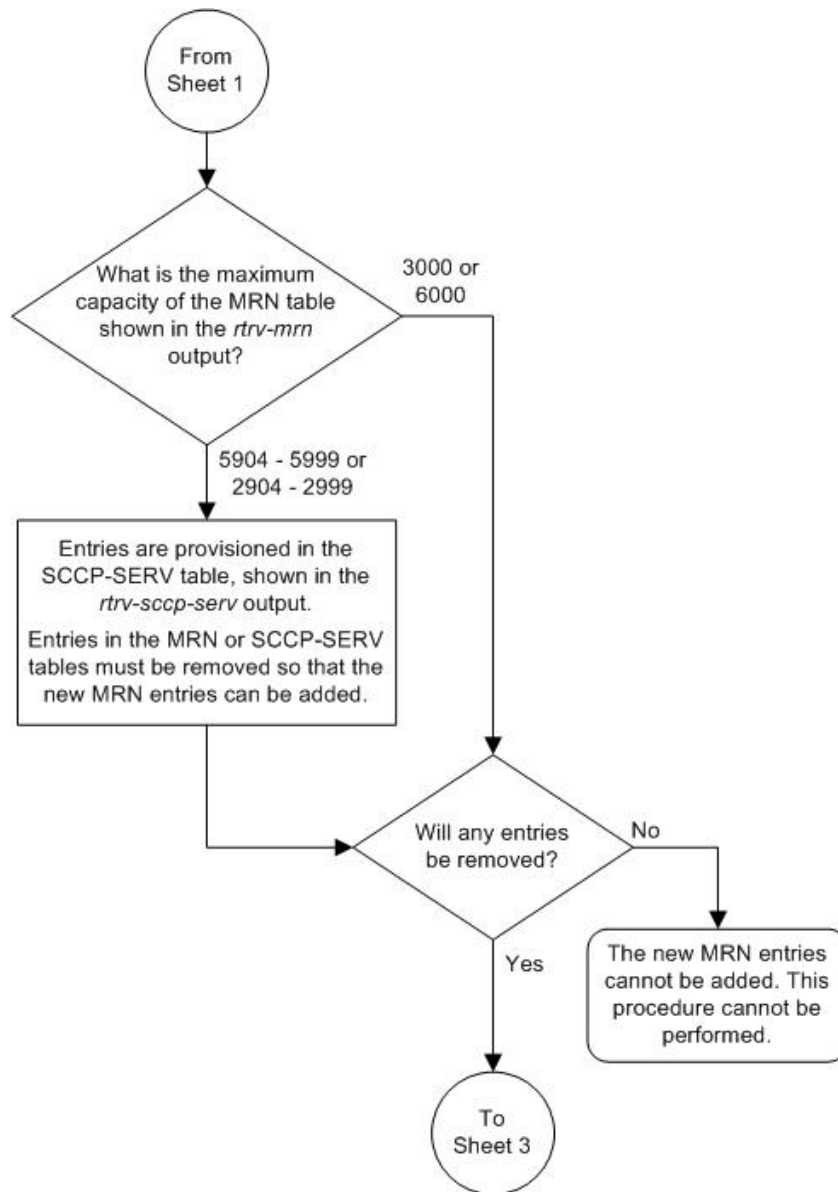 From
Sheet 1
What is the maximum
capacity of the MRN table
shown in the rtrv-mrn
output?
3000 or
6000
5904 - 5999 or
2904 - 2999
Entries are provisioned in the
SCCP-SERV table, shown in the
rtrv-sccp-serv output.
Entries in the MRN or SCCP-SERV
tables must be removed so that the
new MRN entries can be added.
Will any entries
be removed?
No
Yes
The new MRN entries
cannot be added. This
procedure cannot be
performed.
To
Sheet 3